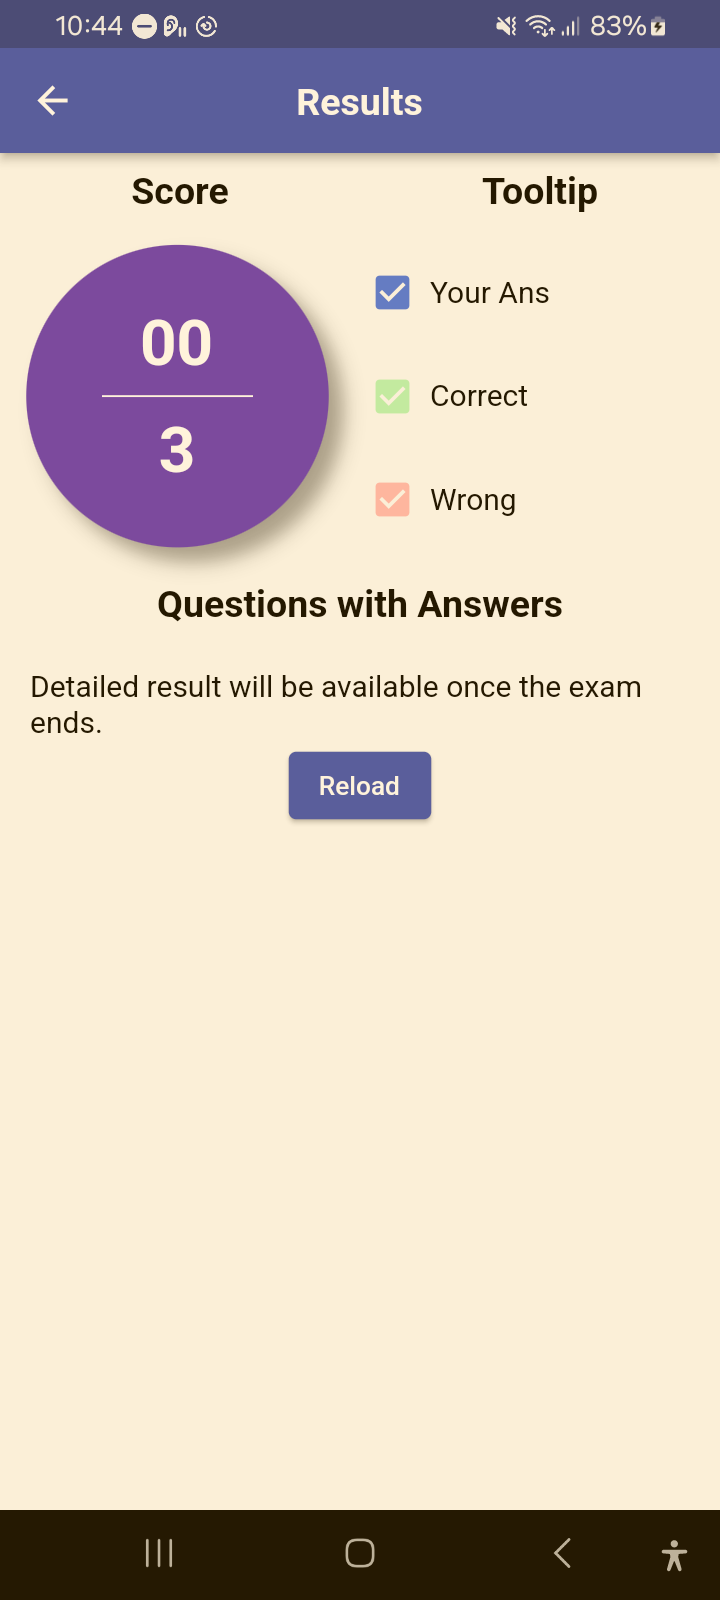 10:44 83%
Results
Score
Tooltip
00
3
Your Ans
Correct
Wrong
Questions with Answers
Detailed result will be available once the exam
ends.
Reload